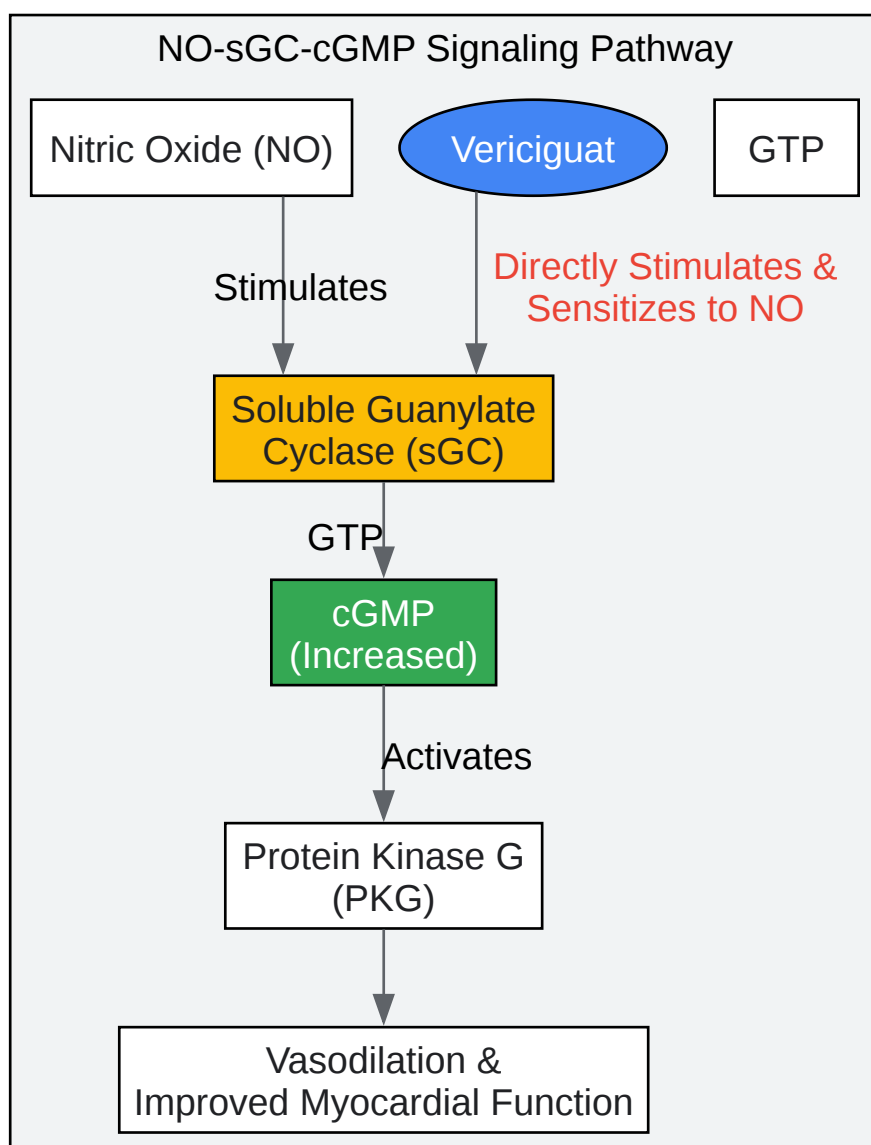 NO-sGC-cGMP Signaling Pathway
Nitric Oxide (NO)
Vericiguat
GTP
Stimulates
Directly Stimulates &
Sensitizes to NO
Soluble Guanylate
Cyclase (sGC)
GTP
cGMP
(Increased)
Activates
Protein Kinase G
(PKG)
Vasodilation &
Improved Myocardial Function